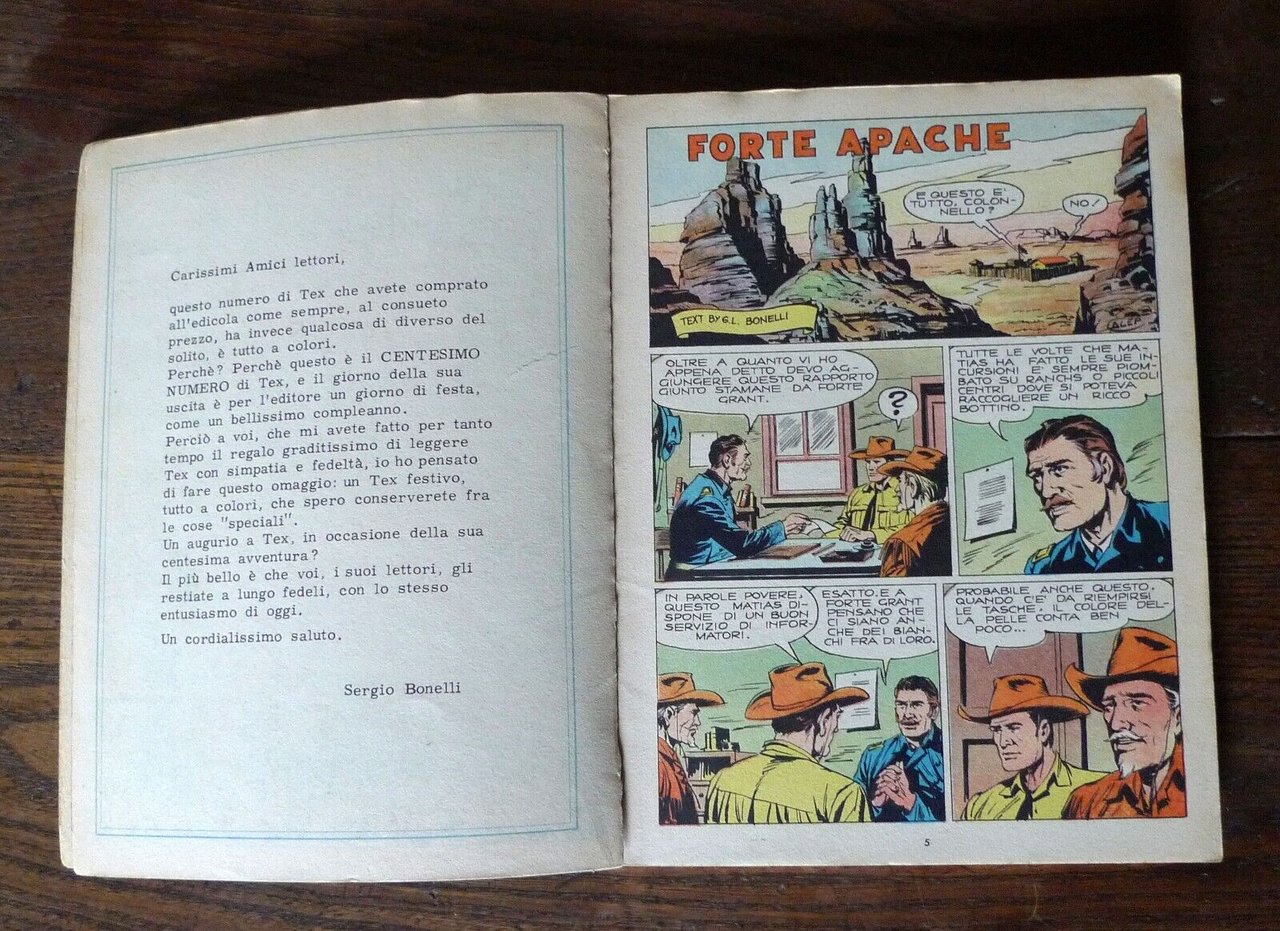 Carissimi Amici lettori,
questo numero di Tex che avete comprato
all'edicola come sempre, al consueto
prezzo, ha invece qualcosa di diverso del
solito, è tutto a colori.
Perchè? Perchè questo è il CENTESIMO
NUMERO di Tex, e il giorno della sua
uscita è per l'editore un giorno di festa,
come un bellissimo compleanno.
Perciò a voi, che mi avete fatto per tanto
tempo il regalo graditissimo di leggere
Tex con simpatia e fedeltà, io ho pensato
di fare questo omaggio: un Tex festivo,
tutto a colori, che spero conserverete fra
le cose "speciali".
Un augurio a Tex, in occasione della sua
centesima avventura?
Il più bello è che voi, i suoi lettori, gli
restiate a lungo fedeli, con lo stesso
entusiasmo di oggi.
Un cordialissimo saluto.
Sergio Bonelli
FORTE APACHE
E QUESTO E'
TUTTO, COLON-
NELLO?
NO!
TEXT BY G.L. BONELLI
OLTRE A QUANTO VI HO
APPENA DETTO DEVO AG-
GIUNGERE QUESTO RAPPORTO
GIUNTO STAMANE DA FORTE
GRANT.
?
TUTTE LE VOLTE CHE MA-
TIAS HA FATTO LE SUE IN-
CURSIONI E' SEMPRE PIOM-
BATO SU RANCHS O PICCOLI
CENTRI DOVE SI POTEVA
RACCOGLIERE UN RICCO
BOTTINO.
IN PAROLE POVERE,
QUESTO MATIAS DI-
SPONE DI UN BUON
SERVIZIO DI INFOR-
MATORI.
ESATTO. E A
FORTE GRANT
PENSANO CHE
CI SIANO AN-
CHE DEI BIAN-
CHI FRA DI LORO.
PROBABILE ANCHE QUESTO.
QUANDO C'E' DA RIEMPIRSI
LE TASCHE, IL COLORE DEL-
LA PELLE CONTA BEN
POCO...
5